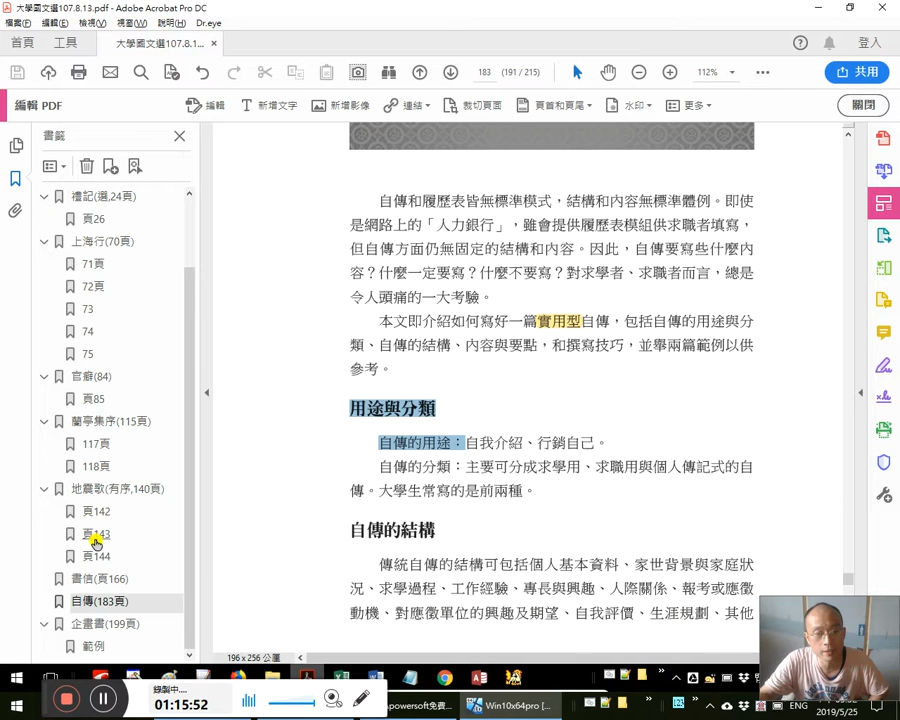 大學國文選107.8.13.pdf - Adobe Acrobat Pro DC
檔案(F) 編輯(E) 檢視(V) 視窗(W) 說明(H) Dr.eye
首頁 工具 大學國文選107.8.1... × 登入
183 (191 / 215) 112% 共用
編輯 PDF 編輯 新增文字 新增影像 連結 裁切頁面 頁首和頁尾 水印 更多 關閉
書籤
禮記(選,24頁)
頁26
上海行(70頁)
71頁
72頁
73
74
75
官癖(84)
頁85
蘭亭集序(115頁)
117頁
118頁
地震歌(有序,140頁)
頁142
頁143
頁144
書信(頁166)
自傳(183頁)
企畫書(199頁)
範例
自傳和履歷表皆無標準模式，結構和內容無標準體例。即使
是網路上的「人力銀行」，雖會提供履歷表模組供求職者填寫，
但自傳方面仍無固定的結構和內容。因此，自傳要寫些什麼內
容？什麼一定要寫？什麼不要寫？對求學者、求職者而言，總是
令人頭痛的一大考驗。
本文即介紹如何寫好一篇實用型自傳，包括自傳的用途與分
類、自傳的結構、內容與要點，和撰寫技巧，並舉兩篇範例以供
參考。
用途與分類
自傳的用途：自我介紹、行銷自己。
自傳的分類：主要可分成求學用、求職用與個人傳記式的自
傳。大學生常寫的是前兩種。
自傳的結構
傳統自傳的結構可包括個人基本資料、家世背景與家庭狀
況、求學過程、工作經驗、專長與興趣、人際關係、報考或應徵
動機、對應徵單位的興趣及期望、自我評價、生涯規劃、其他
196 x 256 公釐
錄製中...
01:15:52
apowersoft免費... Win10x64pro [... ENG
2019/5/25